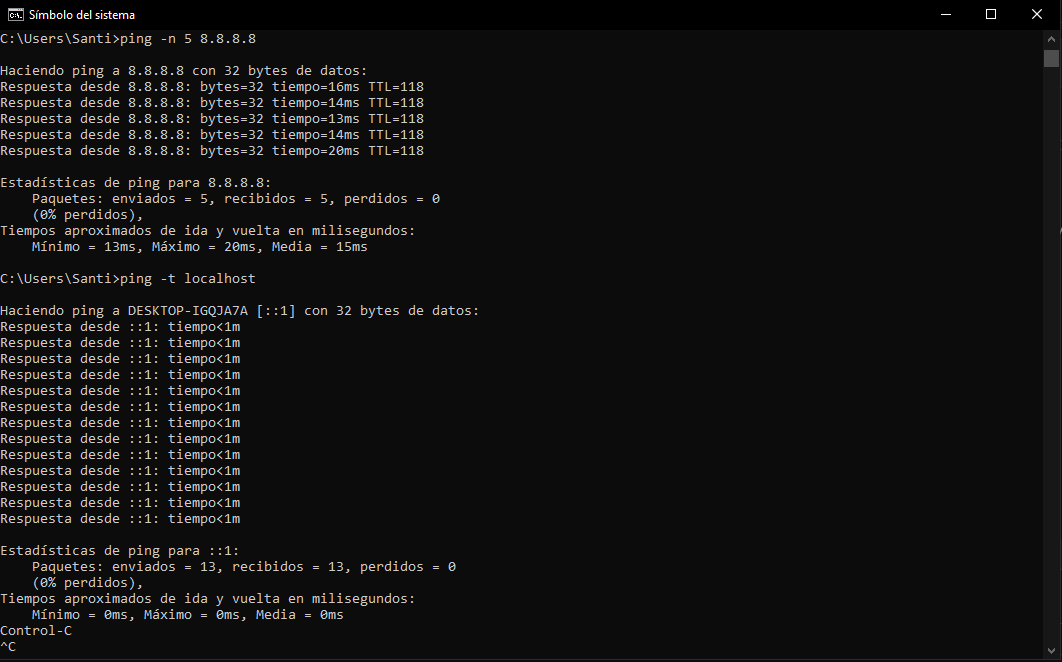 Símbolo del sistema
C:\Users\Santi>ping -n 5 8.8.8.8
Haciendo ping a 8.8.8.8 con 32 bytes de datos:
Respuesta desde 8.8.8.8: bytes=32 tiempo=16ms TTL=118
Respuesta desde 8.8.8.8: bytes=32 tiempo=14ms TTL=118
Respuesta desde 8.8.8.8: bytes=32 tiempo=13ms TTL=118
Respuesta desde 8.8.8.8: bytes=32 tiempo=14ms TTL=118
Respuesta desde 8.8.8.8: bytes=32 tiempo=20ms TTL=118
Estadísticas de ping para 8.8.8.8:
    Paquetes: enviados = 5, recibidos = 5, perdidos = 0
    (0% perdidos),
Tiempos aproximados de ida y vuelta en milisegundos:
    Mínimo = 13ms, Máximo = 20ms, Media = 15ms
C:\Users\Santi>ping -t localhost
Haciendo ping a DESKTOP-IGQJA7A [::1] con 32 bytes de datos:
Respuesta desde ::1: tiempo<1m
Respuesta desde ::1: tiempo<1m
Respuesta desde ::1: tiempo<1m
Respuesta desde ::1: tiempo<1m
Respuesta desde ::1: tiempo<1m
Respuesta desde ::1: tiempo<1m
Respuesta desde ::1: tiempo<1m
Respuesta desde ::1: tiempo<1m
Respuesta desde ::1: tiempo<1m
Respuesta desde ::1: tiempo<1m
Respuesta desde ::1: tiempo<1m
Respuesta desde ::1: tiempo<1m
Respuesta desde ::1: tiempo<1m
Estadísticas de ping para ::1:
    Paquetes: enviados = 13, recibidos = 13, perdidos = 0
    (0% perdidos),
Tiempos aproximados de ida y vuelta en milisegundos:
    Mínimo = 0ms, Máximo = 0ms, Media = 0ms
Control-C
^C